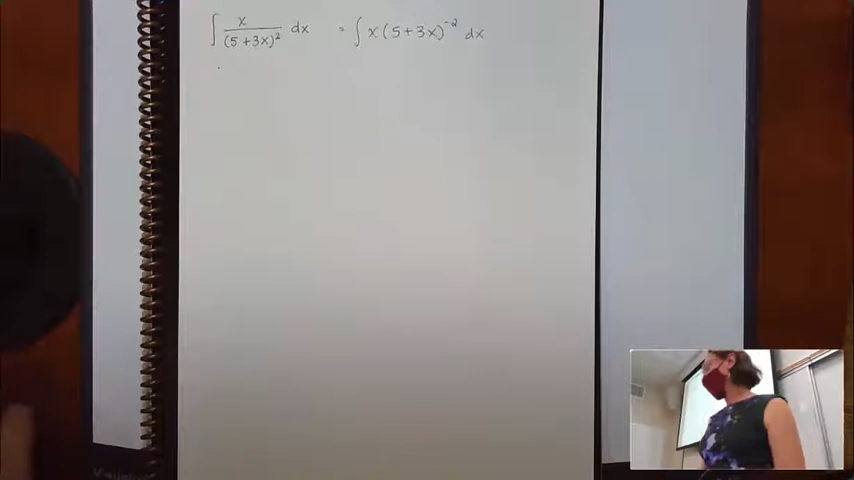 ∫ x/(5+3x)² dx = ∫ x(5+3x)⁻² dx